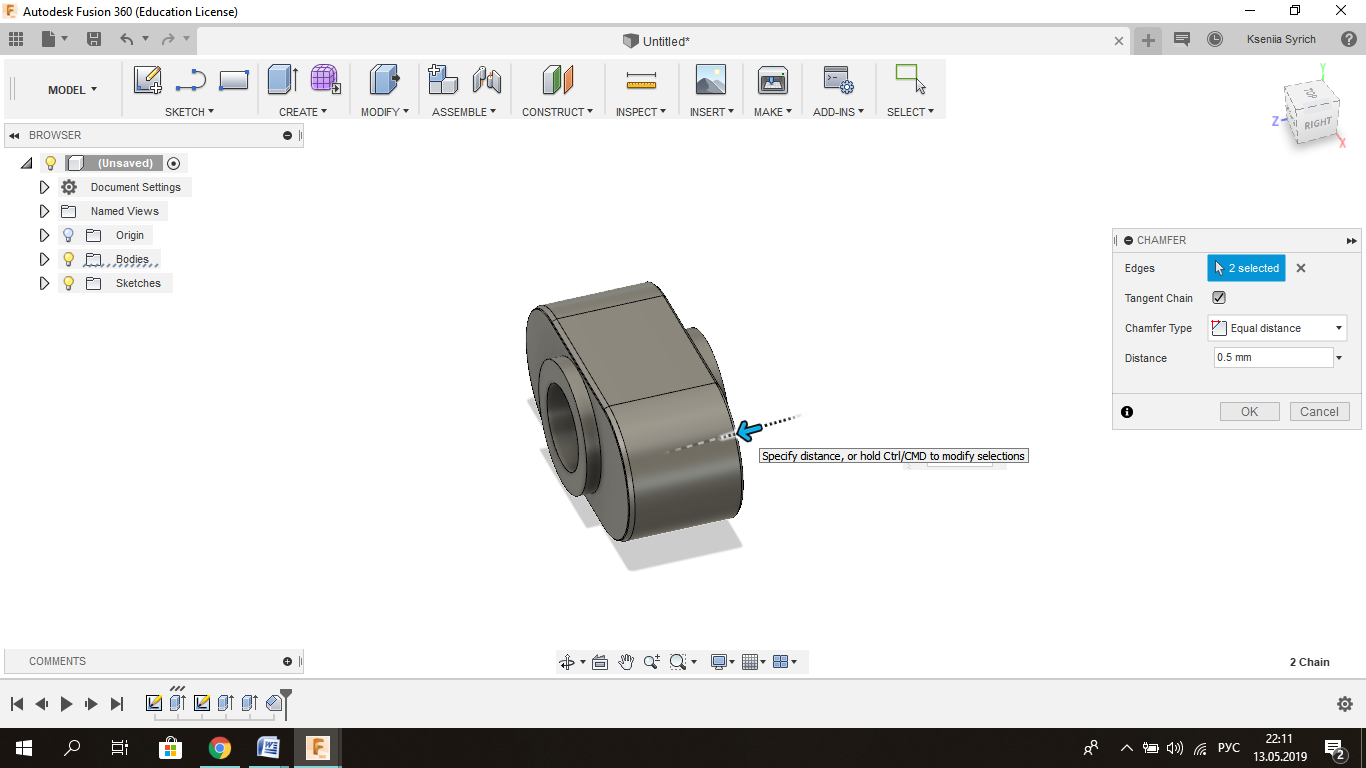 Autodesk Fusion 360 (Education License)
Untitled*
Ksenia Syrich
MODEL
SKETCH
CREATE
MODIFY
ASSEMBLE
CONSTRUCT
INSPECT
INSERT
MAKE
ADD-INS
SELECT
Y
TOP
Z
RIGHT
X
BROWSER
(Unsaved)
Document Settings
Named Views
Origin
Bodies
Sketches
CHAMFER
Edges
2 selected
Tangent Chain
Chamfer Type
Equal distance
Distance
0.5 mm
OK
Cancel
Specify distance, or hold Ctrl/CMD to modify selections
COMMENTS
2 Chain
РУС
22:11
13.05.2019
2